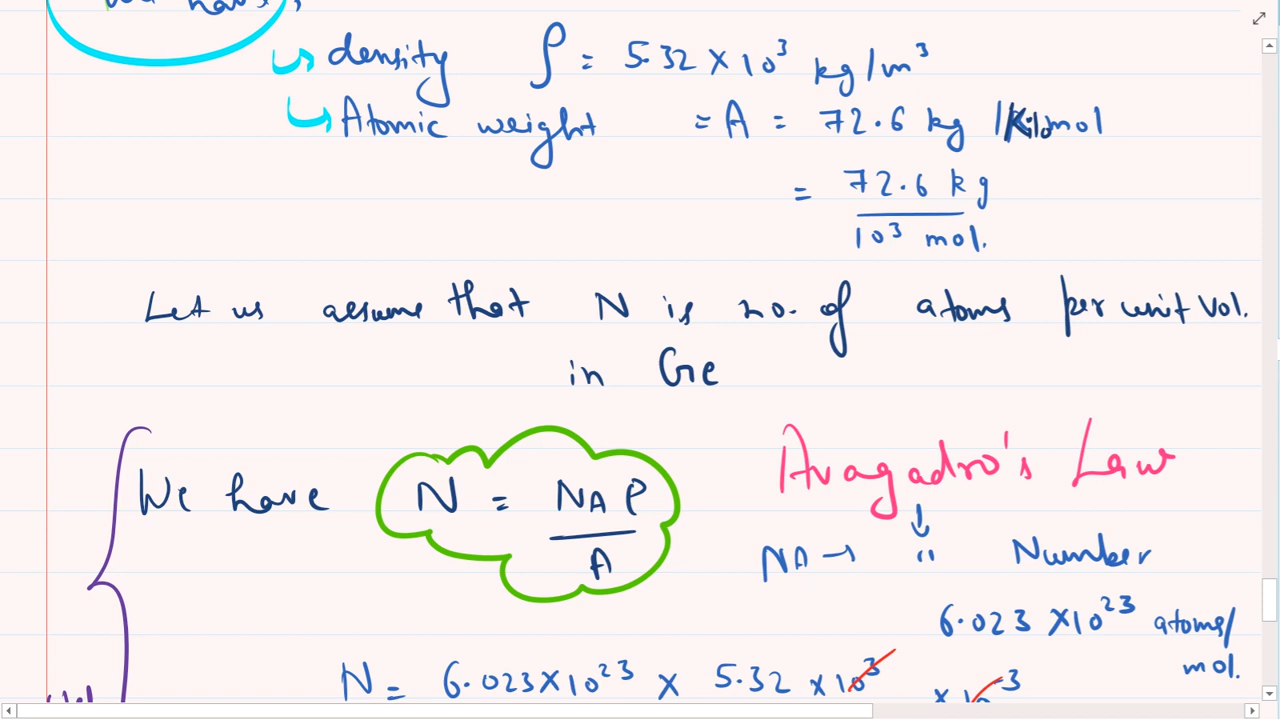 density ρ = 5.32 × 10³ kg/m³
Atomic weight = A = 72.6 kg /Kilomol
= 72.6 kg
10³ mol.
Let us assume that N is no. of atoms per unit vol.
in Ge
Avagadro's Law
We have N = NA ρ
A
NA → " Number
6.023 ×10²³ atoms/
mol.
N = 6.023×10²³ × 5.32 ×10³ ×10⁻³